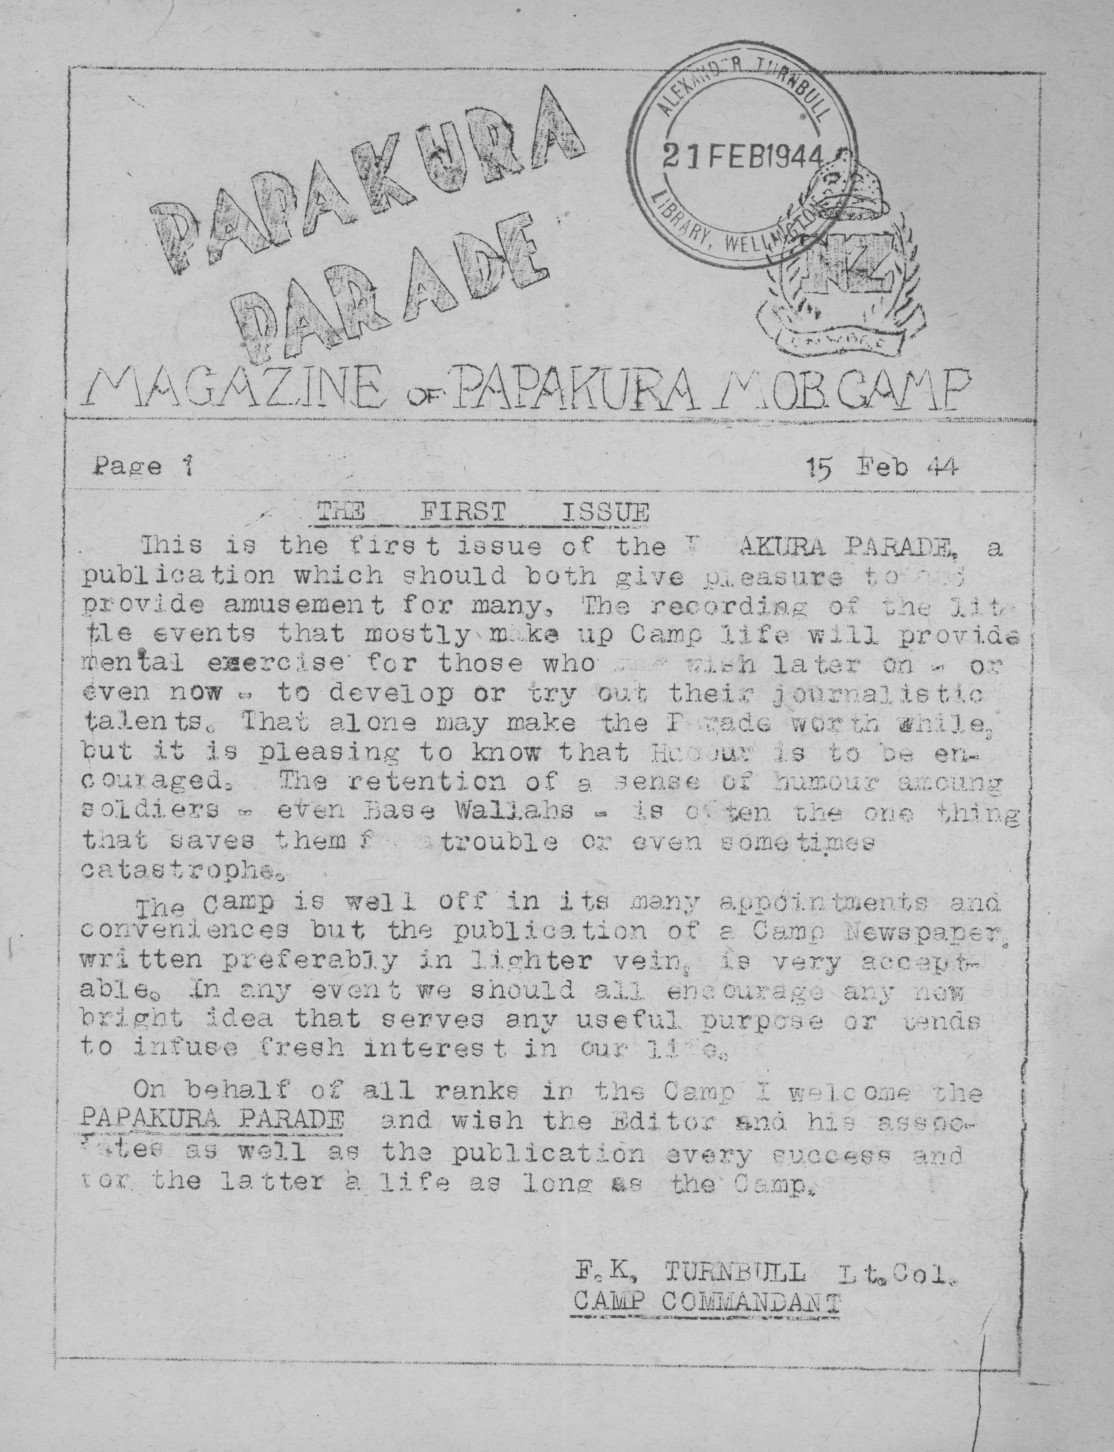 PAPAKURA
PARADE
ALEXANDER TURNBULL
21 FEB 1944
LIBRARY, WELLINGTON
NZ
ONWARD
MAGAZINE OF PAPAKURA MOB CAMP
Page 1
15 Feb 44
THE FIRST ISSUE
This is the first issue of the AKURA PARADE, a
publication which should both give pleasure to and
provide amusement for many. The recording of the lit-
tle events that mostly make up Camp life will provide
mental exercise for those who may wish later on - or
even now - to develop or try out their journalistic
talents. That alone may make the Parade worth while,
but it is pleasing to know that is to be en-
couraged. The retention of a sense of humour amoung
soldiers - even Base Wallahs - is often the one thing
that saves them trouble or even sometimes
catastrophe.
The Camp is well off in its many appointments and
conveniences but the publication of a Camp Newspaper,
written preferably in lighter vein, is very accept-
able. In any event we should all encourage any new
bright idea that serves any useful purpose or tends
to infuse fresh interest in our life.
On behalf of all ranks in the Camp I welcome the
PAPAKURA PARADE and wish the Editor and his assoc-
iates as well as the publication every success and
for the latter a life as long as the Camp.
F.K. TURNBULL Lt.Col.
CAMP COMMANDANT